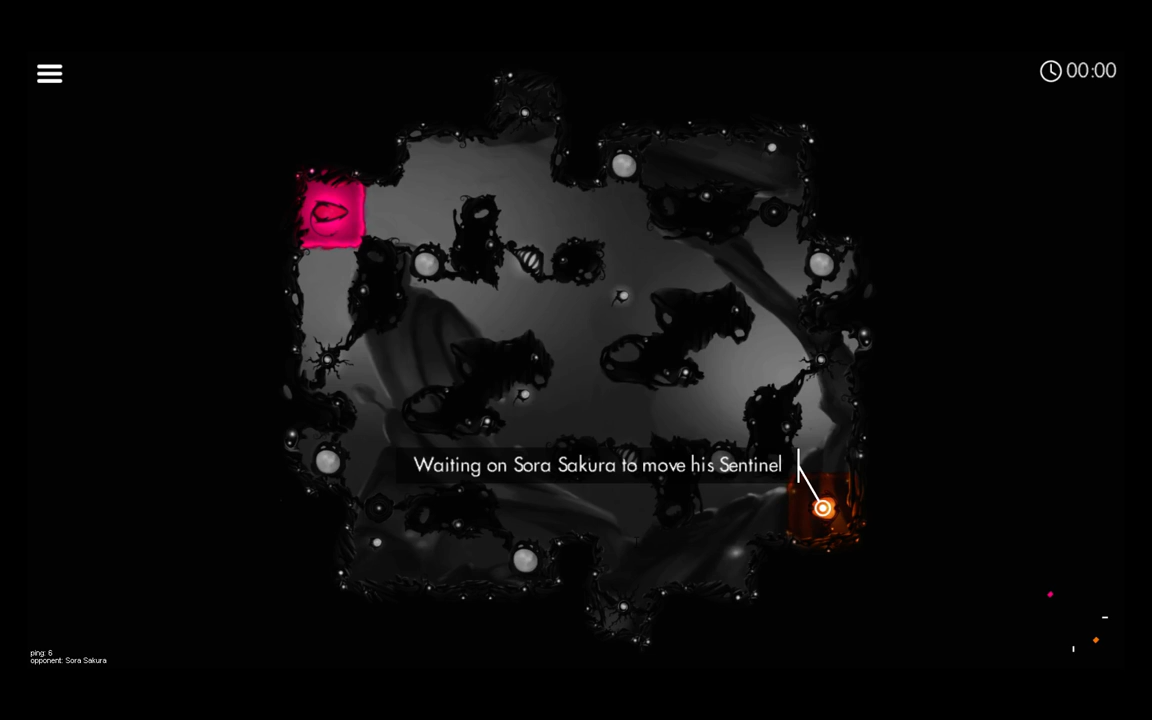 00:00
Waiting on Sora Sakura to move his Sentinel
ping: 6
opponent: Sora Sakura